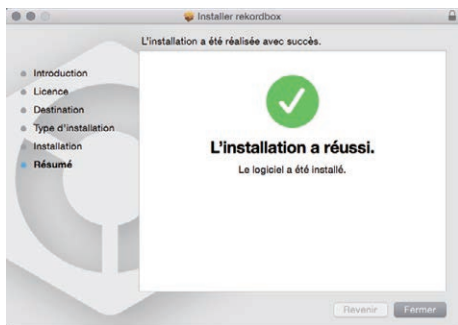 Installer rekordbox
L'installation a été réalisée avec succès.
Introduction
Licence
Destination
Type d'installation
Installation
Résumé
L'installation a réussi.
Le logiciel a été installé.
Revenir
Fermer